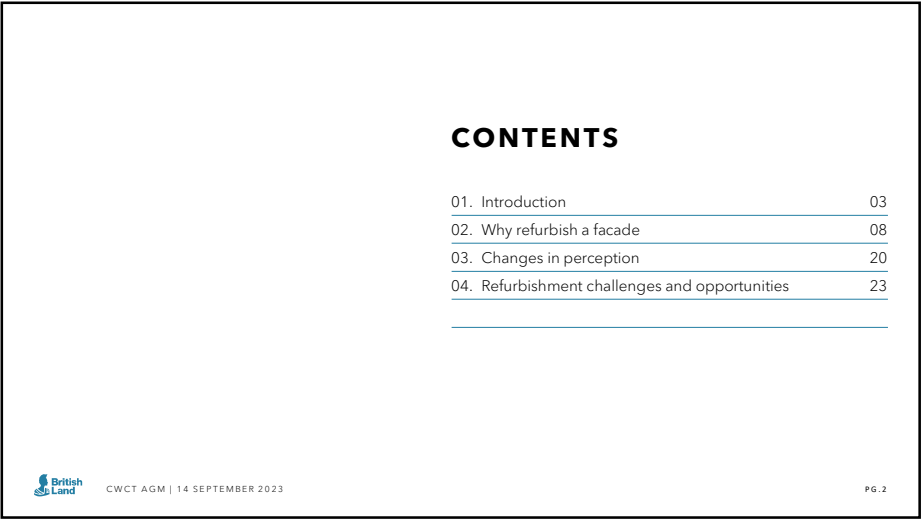 CONTENTS
01. Introduction 03
02. Why refurbish a facade 08
03. Changes in perception 20
04. Refurbishment challenges and opportunities 23
British
Land
CWCT AGM | 14 SEPTEMBER 2023
PG.2